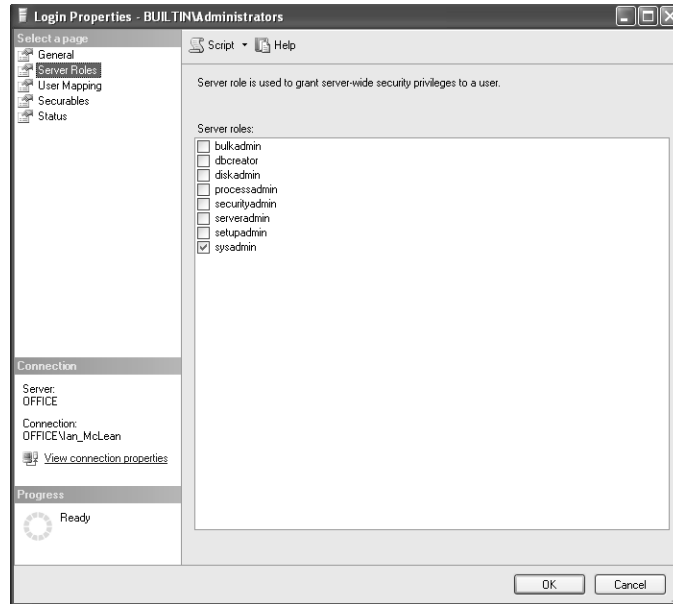 Login Properties - BUILTIN\Administrators
Select a page
General
Server Roles
User Mapping
Securables
Status
Script
Help
Server role is used to grant server-wide security privileges to a user.
Server roles:
bulkadmin
dbcreator
diskadmin
processadmin
securityadmin
serveradmin
setupadmin
sysadmin
Connection
Server:
OFFICE
Connection:
OFFICE\Ian_McLean
View connection properties
Progress
Ready
OK
Cancel